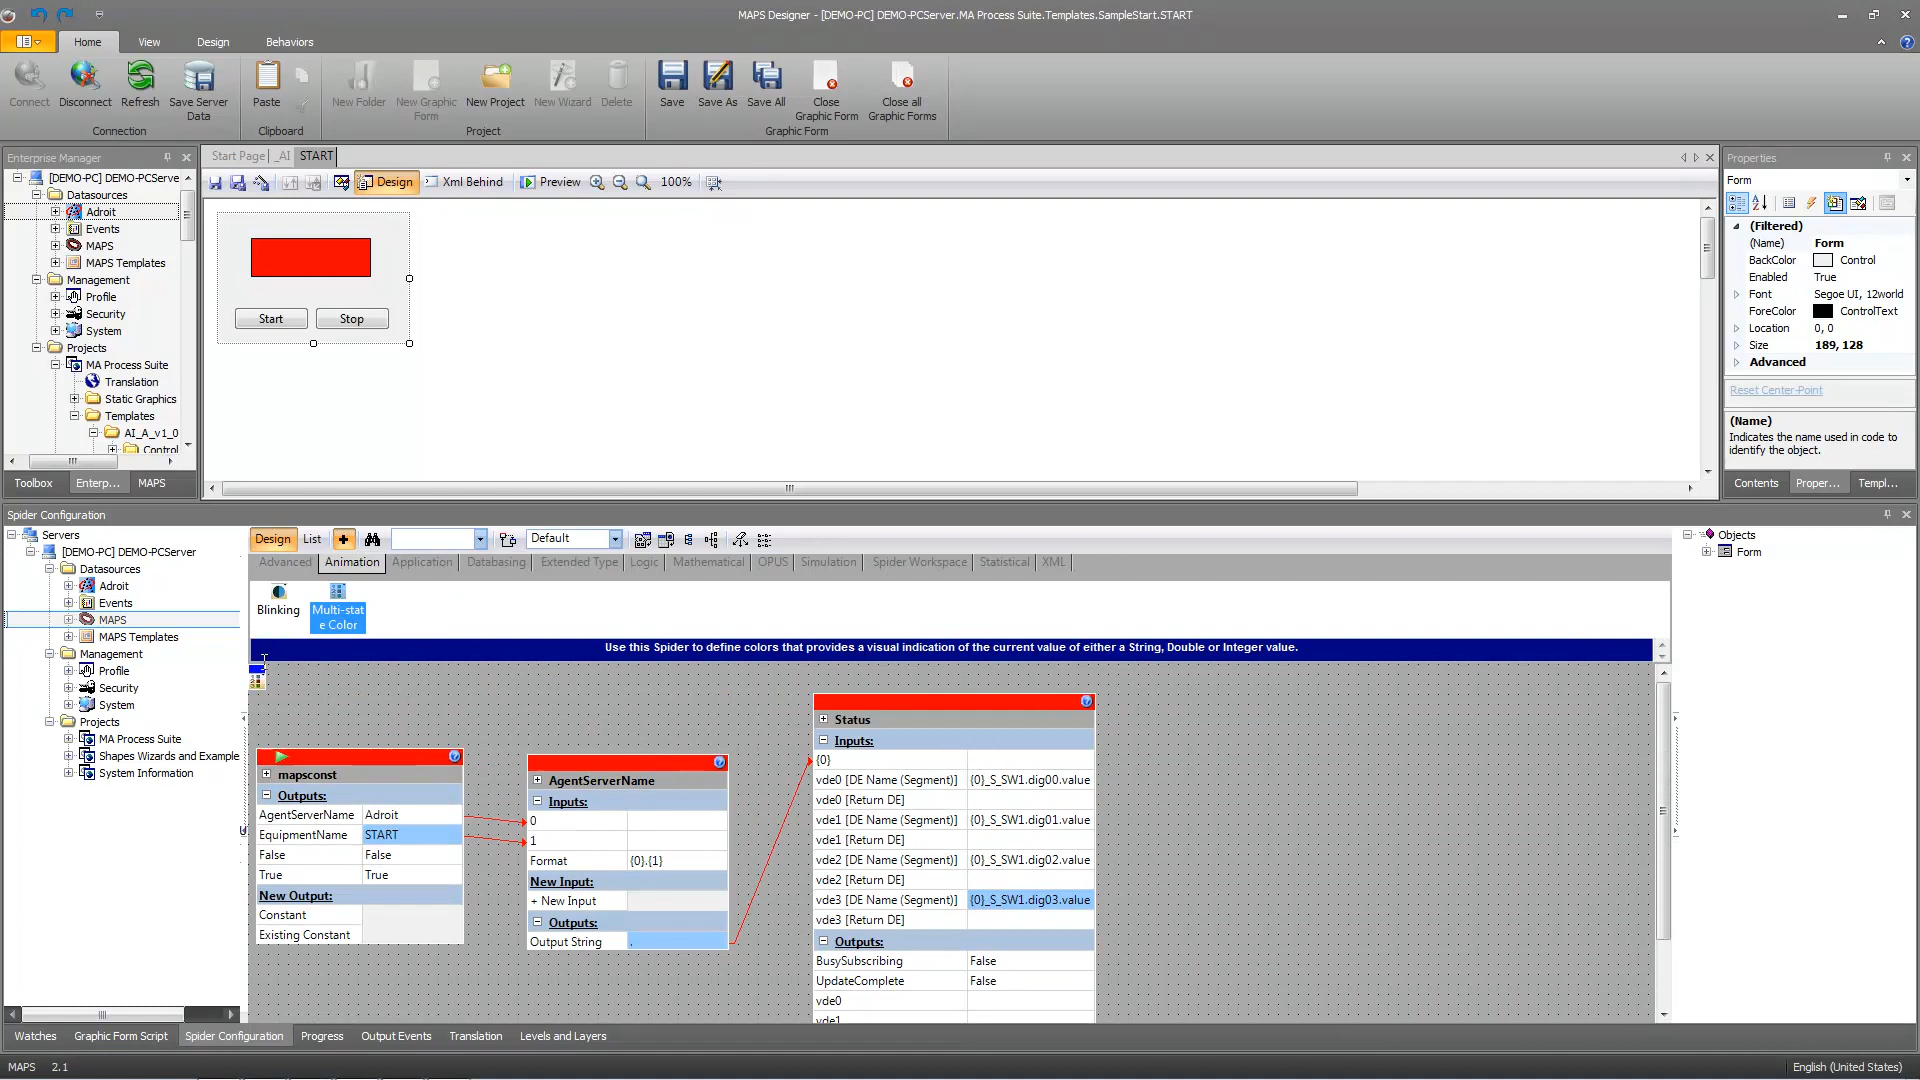 MAPS Designer - [DEMO-PC] DEMO-PCServer.MA Process Suite.Templates.SampleStart.START
Home View Design Behaviors
Connect Disconnect Refresh Save Server Data
Connection
Paste
Clipboard
New Folder New Graphic Form New Project New Wizard Delete
Project
Save Save As Save All Close Graphic Form Close all Graphic Forms
Graphic Form
Enterprise Manager
[DEMO-PC] DEMO-PCServe
Datasources
Adroit
Events
MAPS
MAPS Templates
Management
Profile
Security
System
Projects
MA Process Suite
Translation
Static Graphics
Templates
AI_A_v1_0
Control
Toolbox Enterp... MAPS
Start Page _AI START
Design Xml Behind Preview 100%
Start Stop
Properties
Form
(Filtered)
(Name) Form
BackColor Control
Enabled True
Font Segoe UI, 12world
ForeColor ControlText
Location 0, 0
Size 189, 128
Advanced
Reset Center-Point
(Name)
Indicates the name used in code to
identify the object.
Contents Proper... Templ...
Spider Configuration
Servers
[DEMO-PC] DEMO-PCServer
Datasources
Adroit
Events
MAPS
MAPS Templates
Management
Profile
Security
System
Projects
MA Process Suite
Shapes Wizards and Example
System Information
Design List Default
Advanced Animation Application Databasing Extended Type Logic Mathematical OPUS Simulation Spider Workspace Statistical XML
Blinking
Multi-stat
e Color
Use this Spider to define colors that provides a visual indication of the current value of either a String, Double or Integer value.
mapsconst
Outputs:
AgentServerName Adroit
EquipmentName START
False False
True True
New Output:
Constant
Existing Constant
AgentServerName
Inputs:
0
1
Format {0}.{1}
New Input:
+ New Input
Outputs:
Output String .
Status
Inputs:
{0}
vde0 [DE Name (Segment)] {0}_S_SW1.dig00.value
vde0 [Return DE]
vde1 [DE Name (Segment)] {0}_S_SW1.dig01.value
vde1 [Return DE]
vde2 [DE Name (Segment)] {0}_S_SW1.dig02.value
vde2 [Return DE]
vde3 [DE Name (Segment)] {0}_S_SW1.dig03.value
vde3 [Return DE]
Outputs:
BusySubscribing False
UpdateComplete False
vde0
vde1
Objects
Form
Watches Graphic Form Script Spider Configuration Progress Output Events Translation Levels and Layers
MAPS 2.1
English (United States)